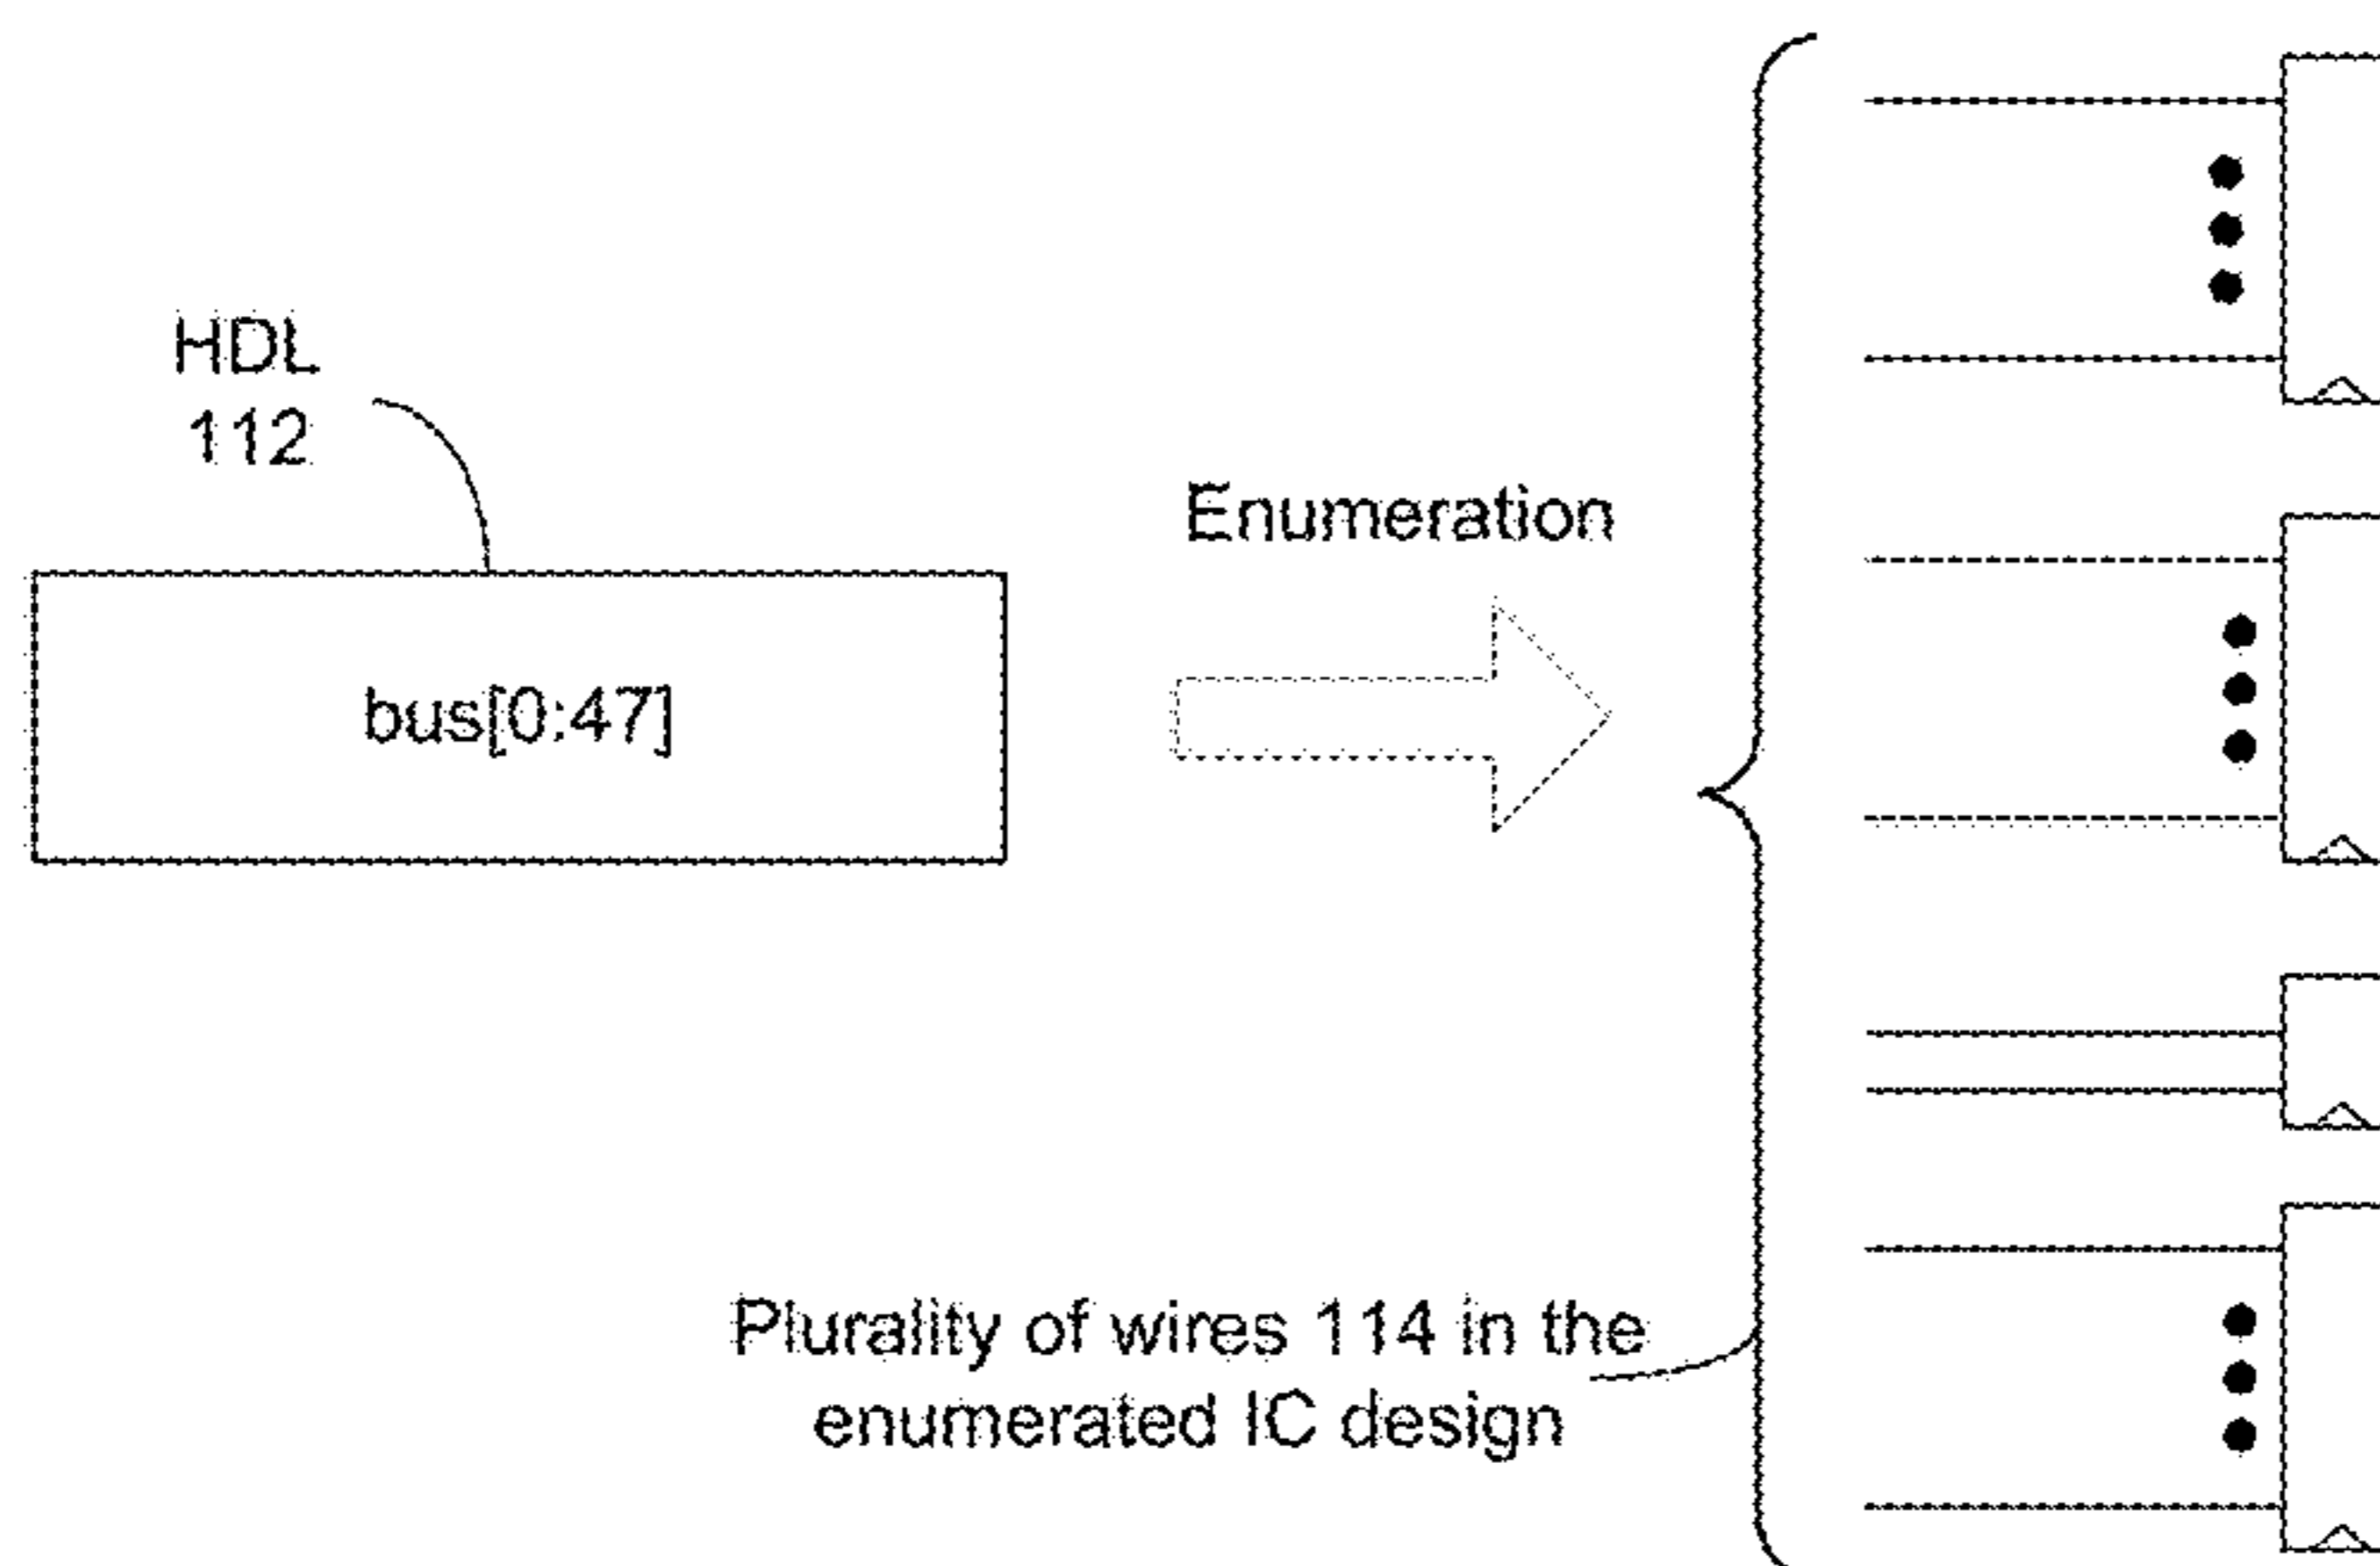 HDL
112
Enumeration
bus[0:47]
Plurality of wires 114 in the
enumerated IC design